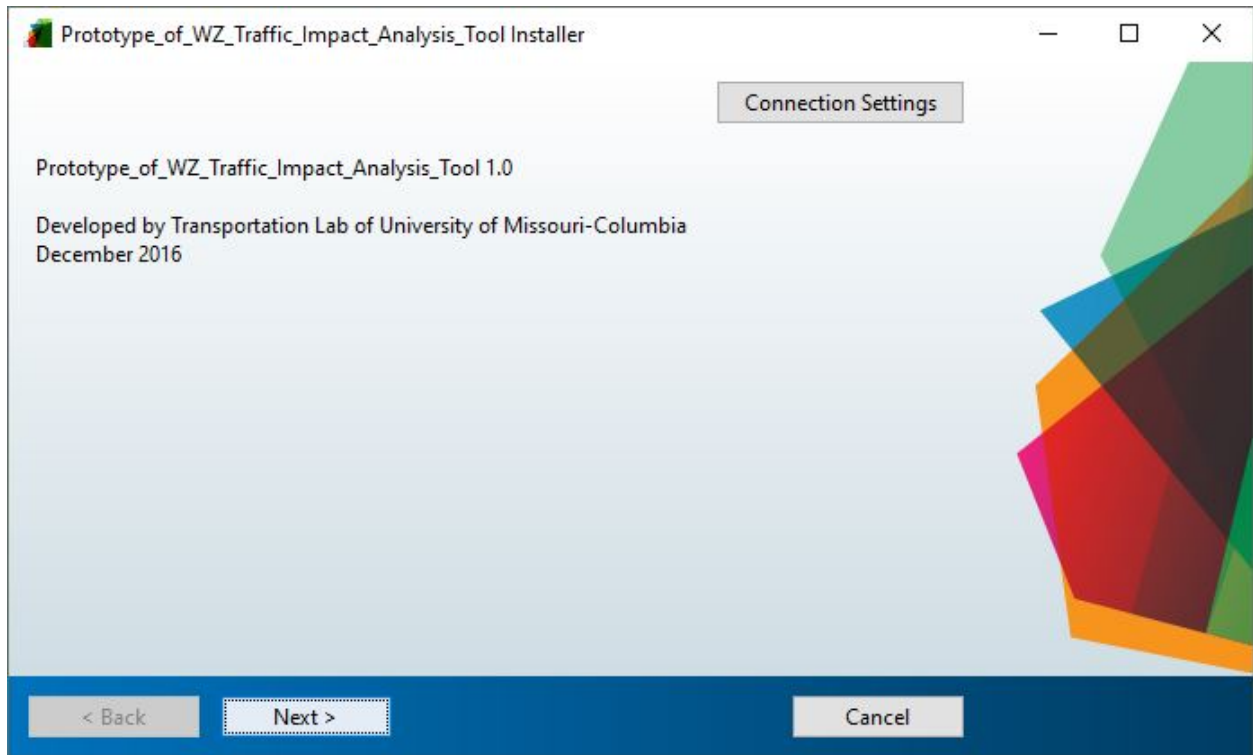 Prototype_of_WZ_Traffic_Impact_Analysis_Tool Installer
Connection Settings
Prototype_of_WZ_Traffic_Impact_Analysis_Tool 1.0
Developed by Transportation Lab of University of Missouri-Columbia
December 2016
< Back
Next >
Cancel